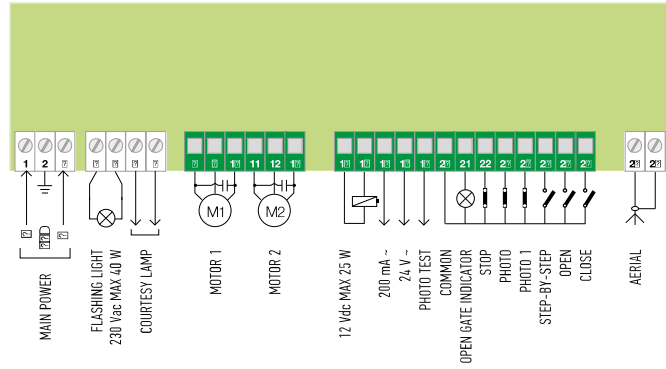 1 2
11 12
21 22
M1 M2
MAIN POWER
FLASHING LIGHT
230 Vac MAX 40 W
COURTESY LAMP
MOTOR 1
MOTOR 2
12 Vdc MAX 25 W
200 mA ~
24 V ~
PHOTO TEST
COMMON
OPEN GATE INDICATOR
STOP
PHOTO
PHOTO 1
STEP-BY-STEP
OPEN
CLOSE
AERIAL